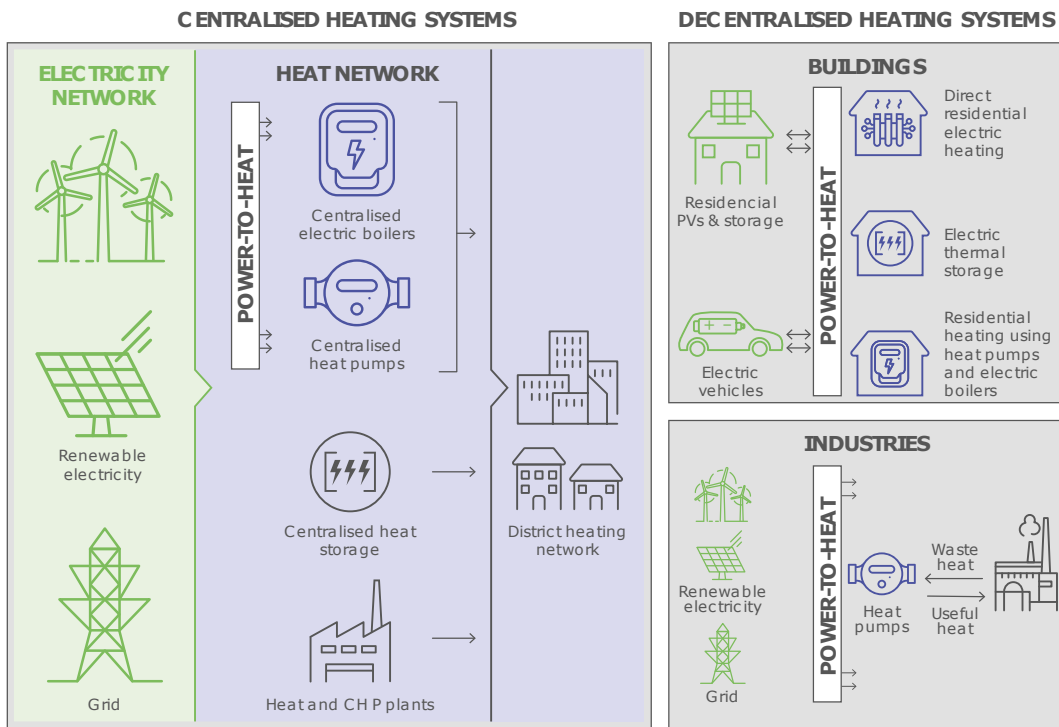 CENTRALISED HEATING SYSTEMS
ELECTRICITY
NETWORK
Renewable
electricity
Grid
HEAT NETWORK
POWER-TO-HEAT
Centralised
electric boilers
Centralised
heat pumps
Centralised heat
storage
Heat and CHP plants
District heating
network
DECENTRALISED HEATING SYSTEMS
BUILDINGS
Residencial
PVs & storage
Electric
vehicles
POWER-TO-HEAT
Direct
residential
electric
heating
Electric
thermal
storage
Residential
heating using
heat pumps
and electric
boilers
INDUSTRIES
Renewable
electricity
Grid
POWER-TO-HEAT
Heat
pumps
Waste
heat
Useful
heat